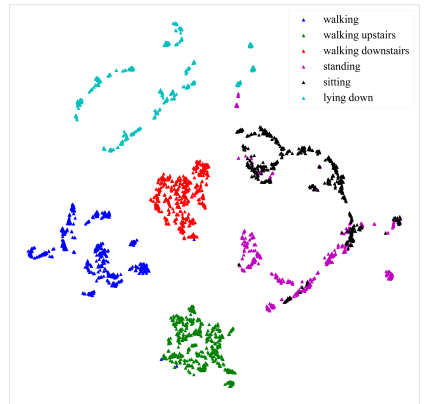 walking
walking upstairs
walking downstairs
standing
sitting
lying down